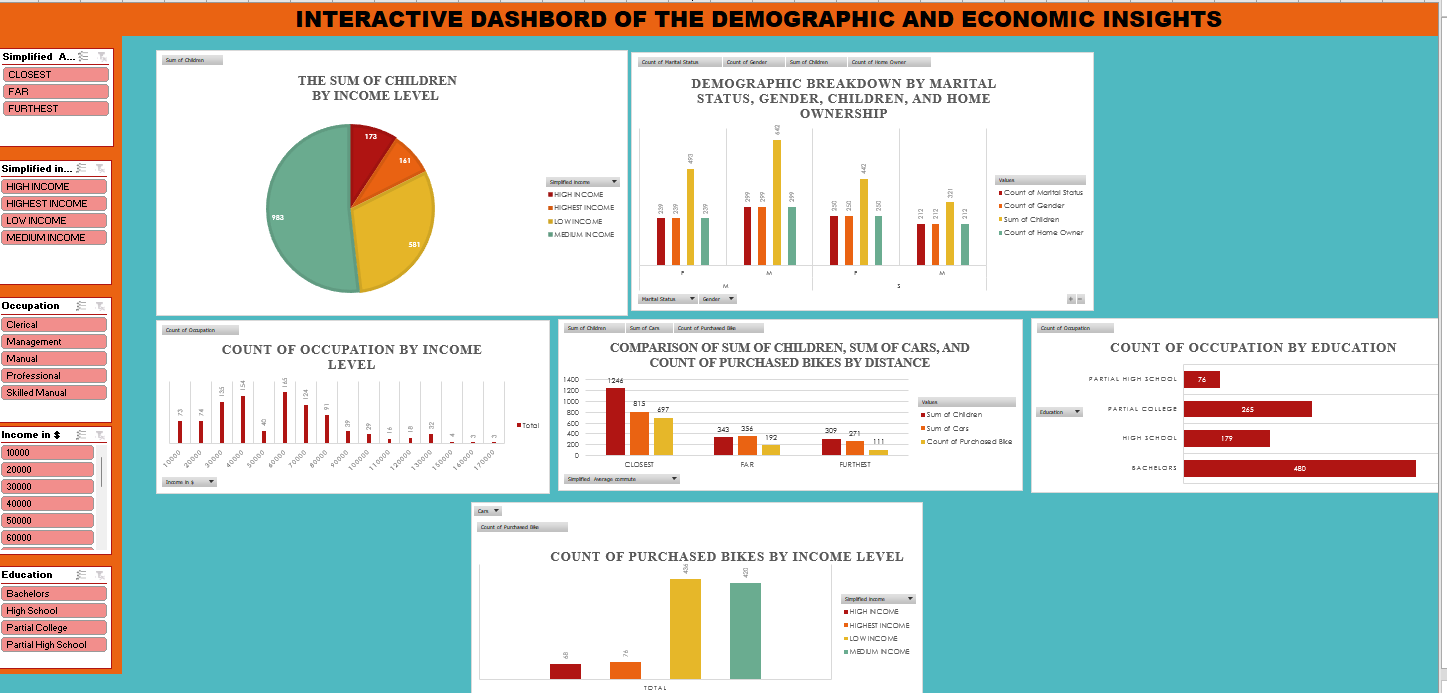 INTERACTIVE DASHBORD OF THE DEMOGRAPHIC AND ECONOMIC INSIGHTS
Simplified A...
CLOSEST
FAR
FURTHEST
Simplified in...
HIGH INCOME
HIGHEST INCOME
LOW INCOME
MEDIUM INCOME
Occupation
Clerical
Management
Manual
Professional
Skilled Manual
Income in $
10000
20000
30000
40000
50000
60000
Education
Bachelors
High School
Partial College
Partial High School
Sum of Children
THE SUM OF CHILDREN
BY INCOME LEVEL
173
161
983
581
Simplified income
HIGH INCOME
HIGHEST INCOME
LOW INCOME
MEDIUM INCOME
Count of Marital Status Count of Gender Sum of Children Count of Home Owner
DEMOGRAPHIC BREAKDOWN BY MARITAL
STATUS, GENDER, CHILDREN, AND HOME
OWNERSHIP
239 239 493 239 299 299 642 299 250 250 442 250 212 212 321 212
F M F M
M S
Values
Count of Marital Status
Count of Gender
Sum of Children
Count of Home Owner
Marital Status Gender
Count of Occupation
COUNT OF OCCUPATION BY INCOME
LEVEL
73 74 135 154 40 165 124 91 39 29 16 18 32 4 3 3
10000 20000 30000 40000 50000 60000 70000 80000 90000 100000 110000 120000 130000 150000 160000 170000
Total
Income in $
Sum of Children Sum of Cars Count of Purchased Bike
COMPARISON OF SUM OF CHILDREN, SUM OF CARS, AND
COUNT OF PURCHASED BIKES BY DISTANCE
1400
1200
1000
800
600
400
200
0
1246 815 697 343 356 192 309 271 111
CLOSEST FAR FURTHEST
Values
Sum of Children
Sum of Cars
Count of Purchased Bike
Simplified Average commute
Count of Occupation
COUNT OF OCCUPATION BY EDUCATION
PARTIAL HIGH SCHOOL 76
PARTIAL COLLEGE 265
HIGH SCHOOL 179
BACHELORS 480
Education
Cars
Count of Purchased Bike
COUNT OF PURCHASED BIKES BY INCOME LEVEL
68 76 436 420
TOTAL
Simplified income
HIGH INCOME
HIGHEST INCOME
LOW INCOME
MEDIUM INCOME